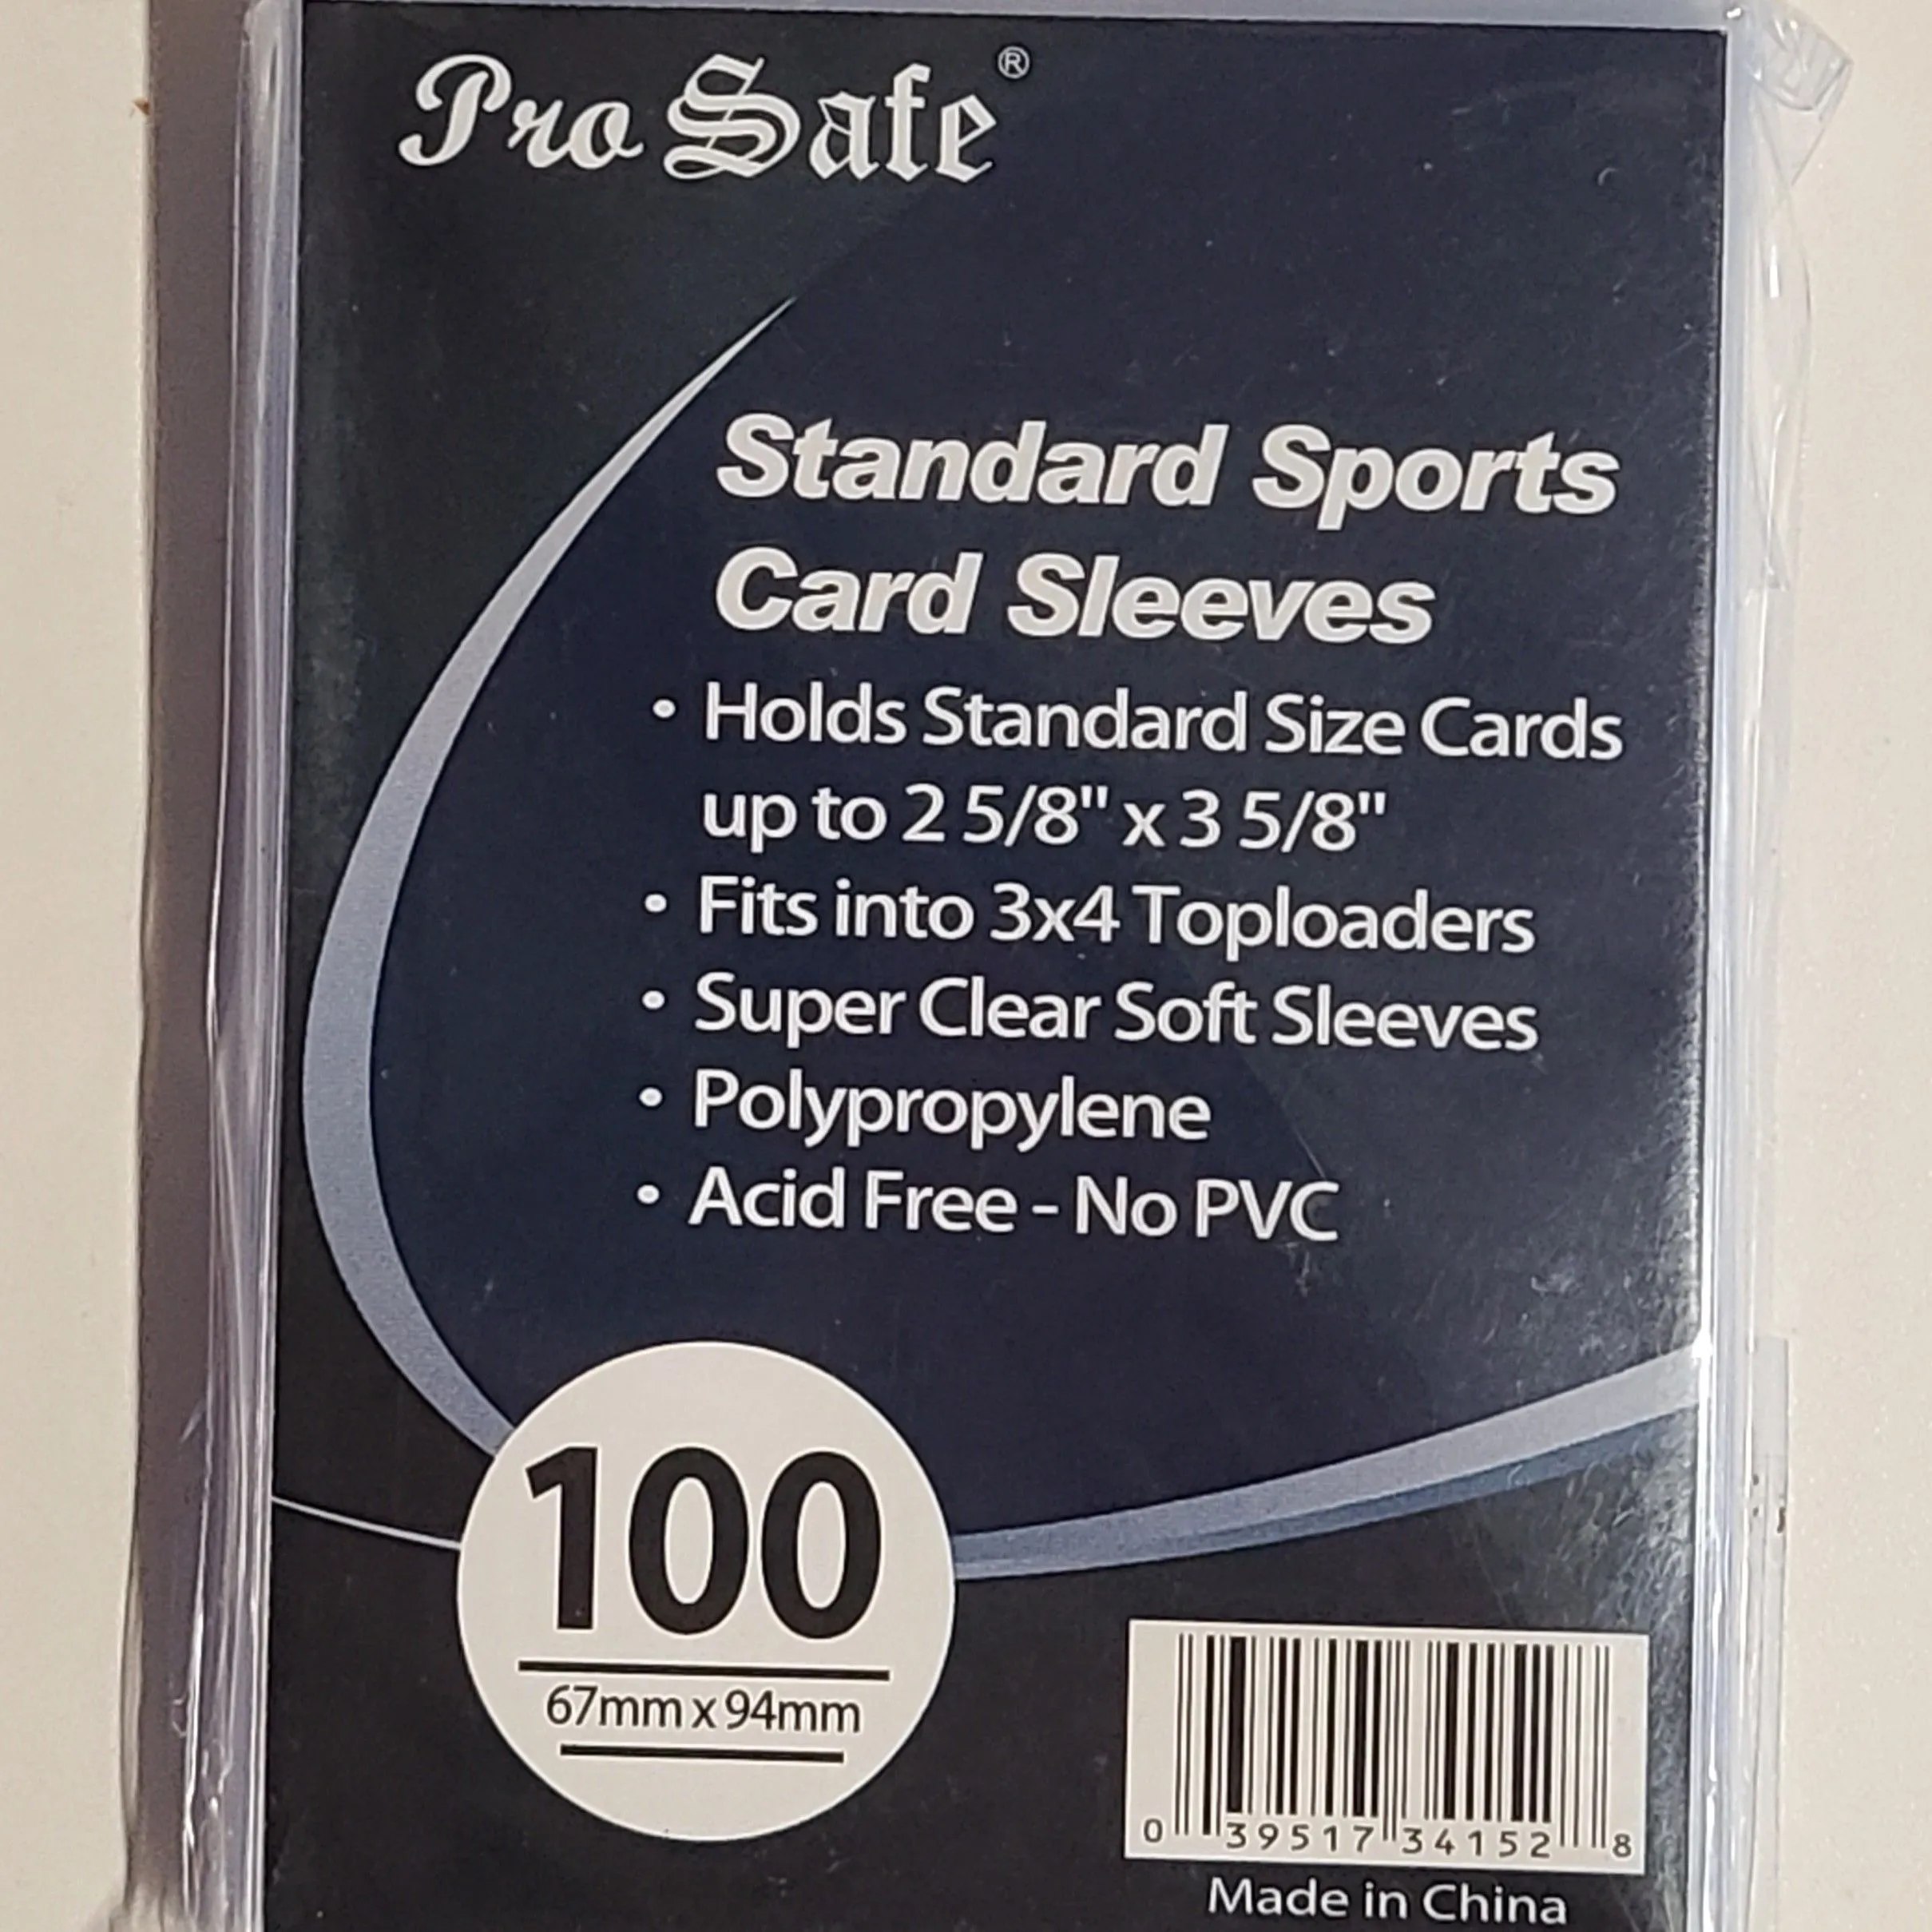 Pro Safe®
Standard Sports
Card Sleeves
• Holds Standard Size Cards
up to 2 5/8" x 3 5/8"
• Fits into 3x4 Toploaders
• Super Clear Soft Sleeves
• Polypropylene
• Acid Free - No PVC
100
67mm x 94mm
0 39517 34152 8
Made in China